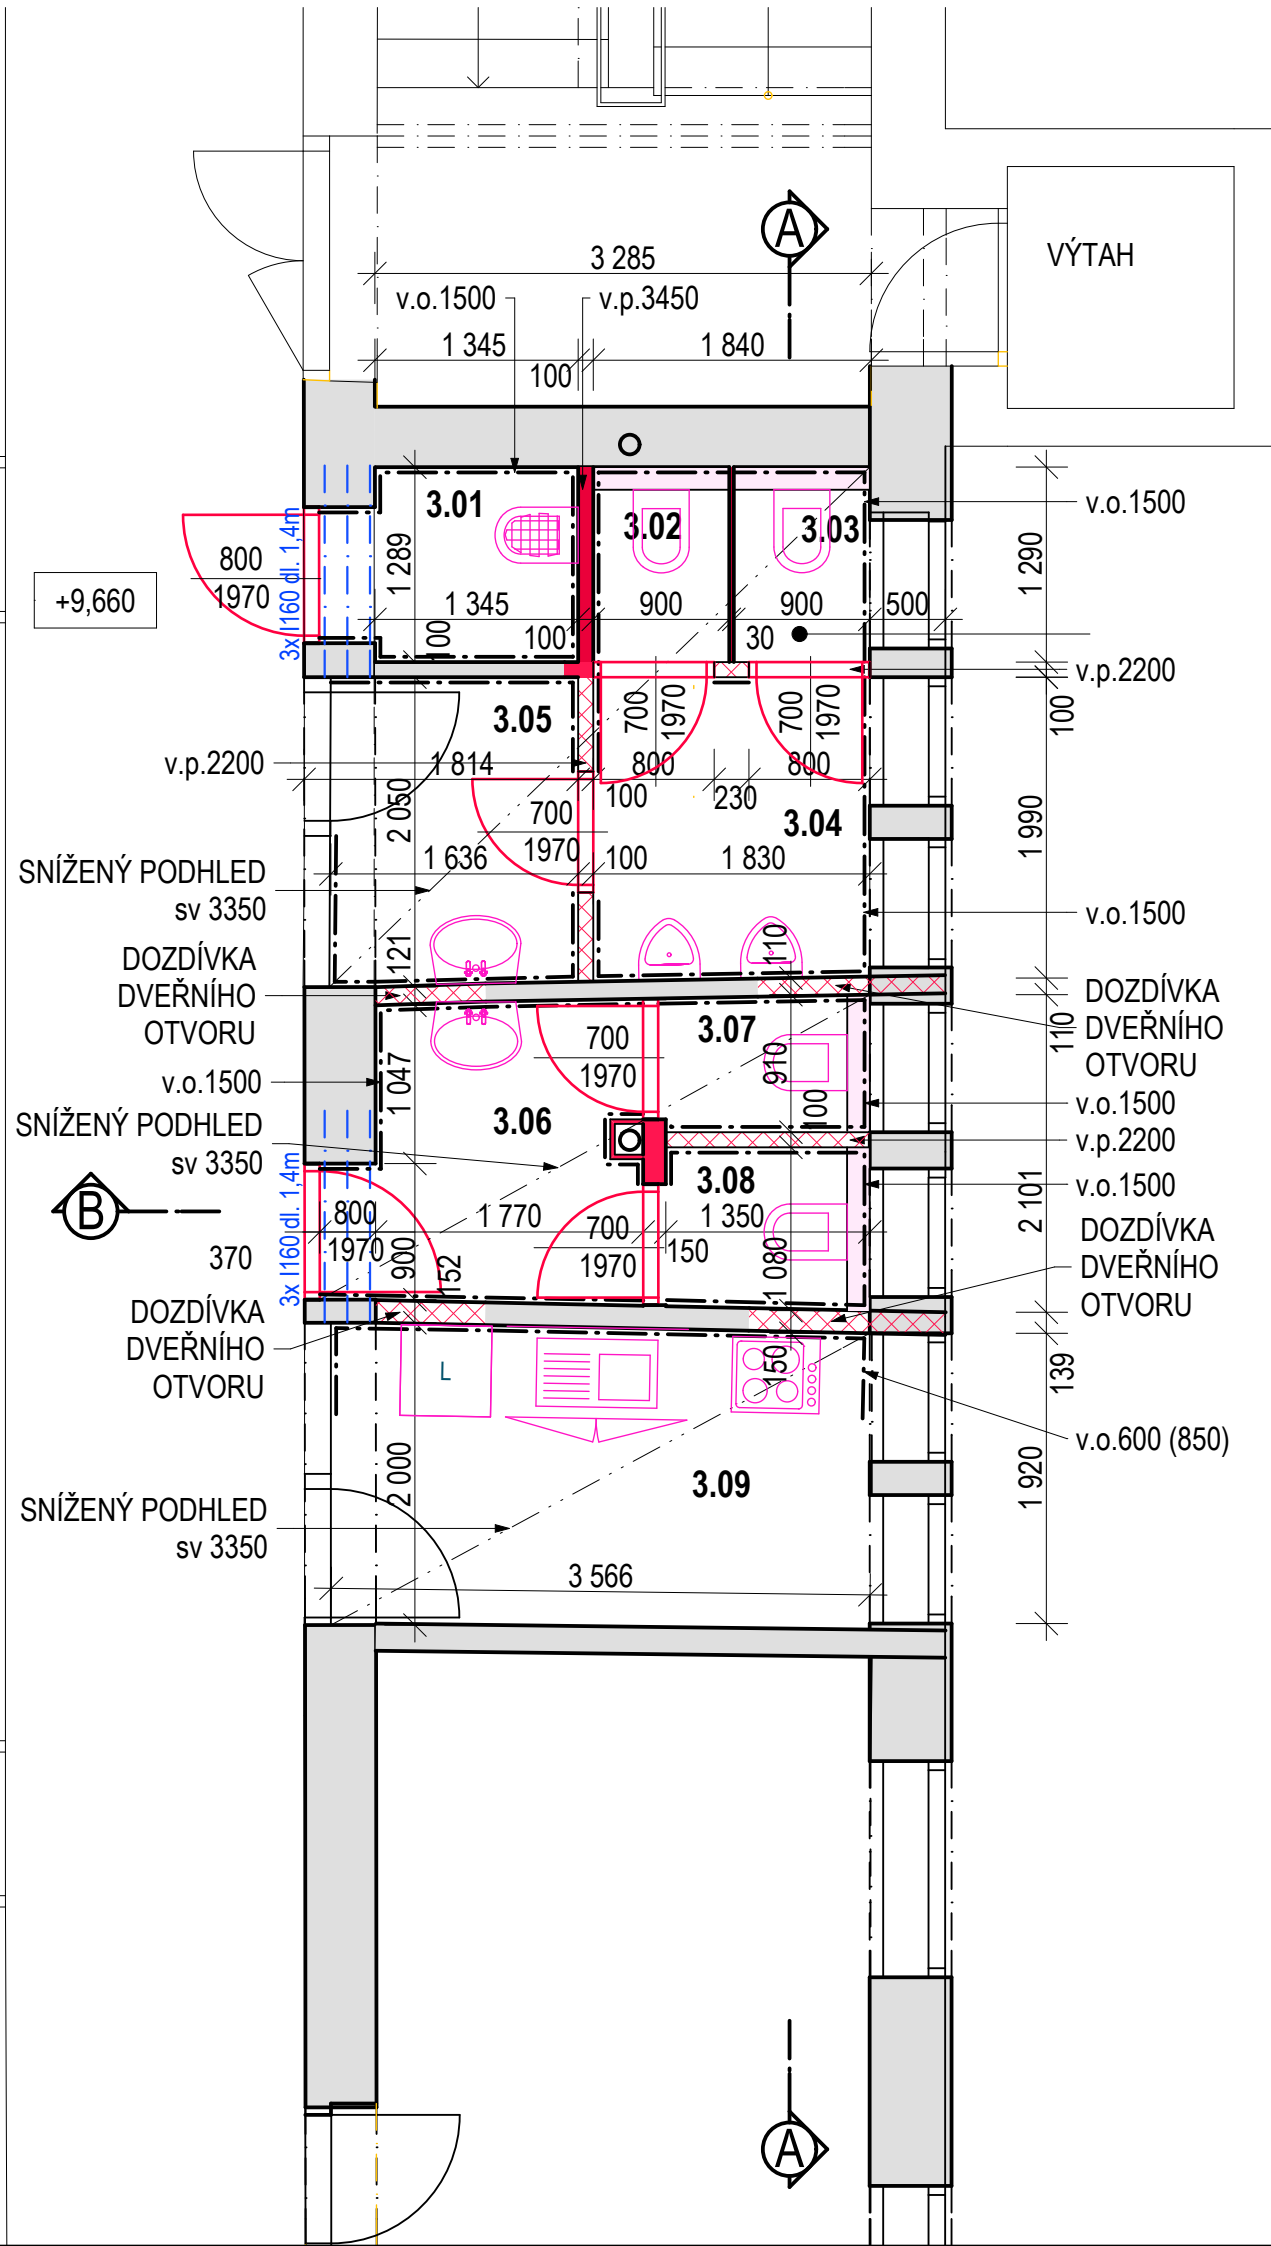 A
VÝTAH
3 285
v.o.1500
v.p.3450
1 345
1 840
100
3.01
3.02
3.03
v.o.1500
3x I160 dl. 1,4m
800
1970
+9,660
1 289
1 290
1 345
900
900
500
100
100
30
v.p.2200
3.05
700
1970
700
1970
100
v.p.2200
1 814
800
800
100
230
2 050
700
1970
3.04
1 990
1 636
100
1 830
SNÍŽENÝ PODHLED
sv 3350
v.o.1500
DOZDÍVKA
DVEŘNÍHO
OTVORU
121
110
DOZDÍVKA
DVEŘNÍHO
OTVORU
110
3.07
700
1970
910
v.o.1500
1 047
v.o.1500
100
3.06
SNÍŽENÝ PODHLED
sv 3350
v.p.2200
3.08
v.o.1500
3x I160 dl. 1,4m
B
800
1970
1 770
700
1970
150
1 350
2 101
370
900
152
1 080
DOZDÍVKA
DVEŘNÍHO
OTVORU
DOZDÍVKA
DVEŘNÍHO
OTVORU
L
150
139
v.o.600 (850)
2 000
3.09
1 920
SNÍŽENÝ PODHLED
sv 3350
3 566
A